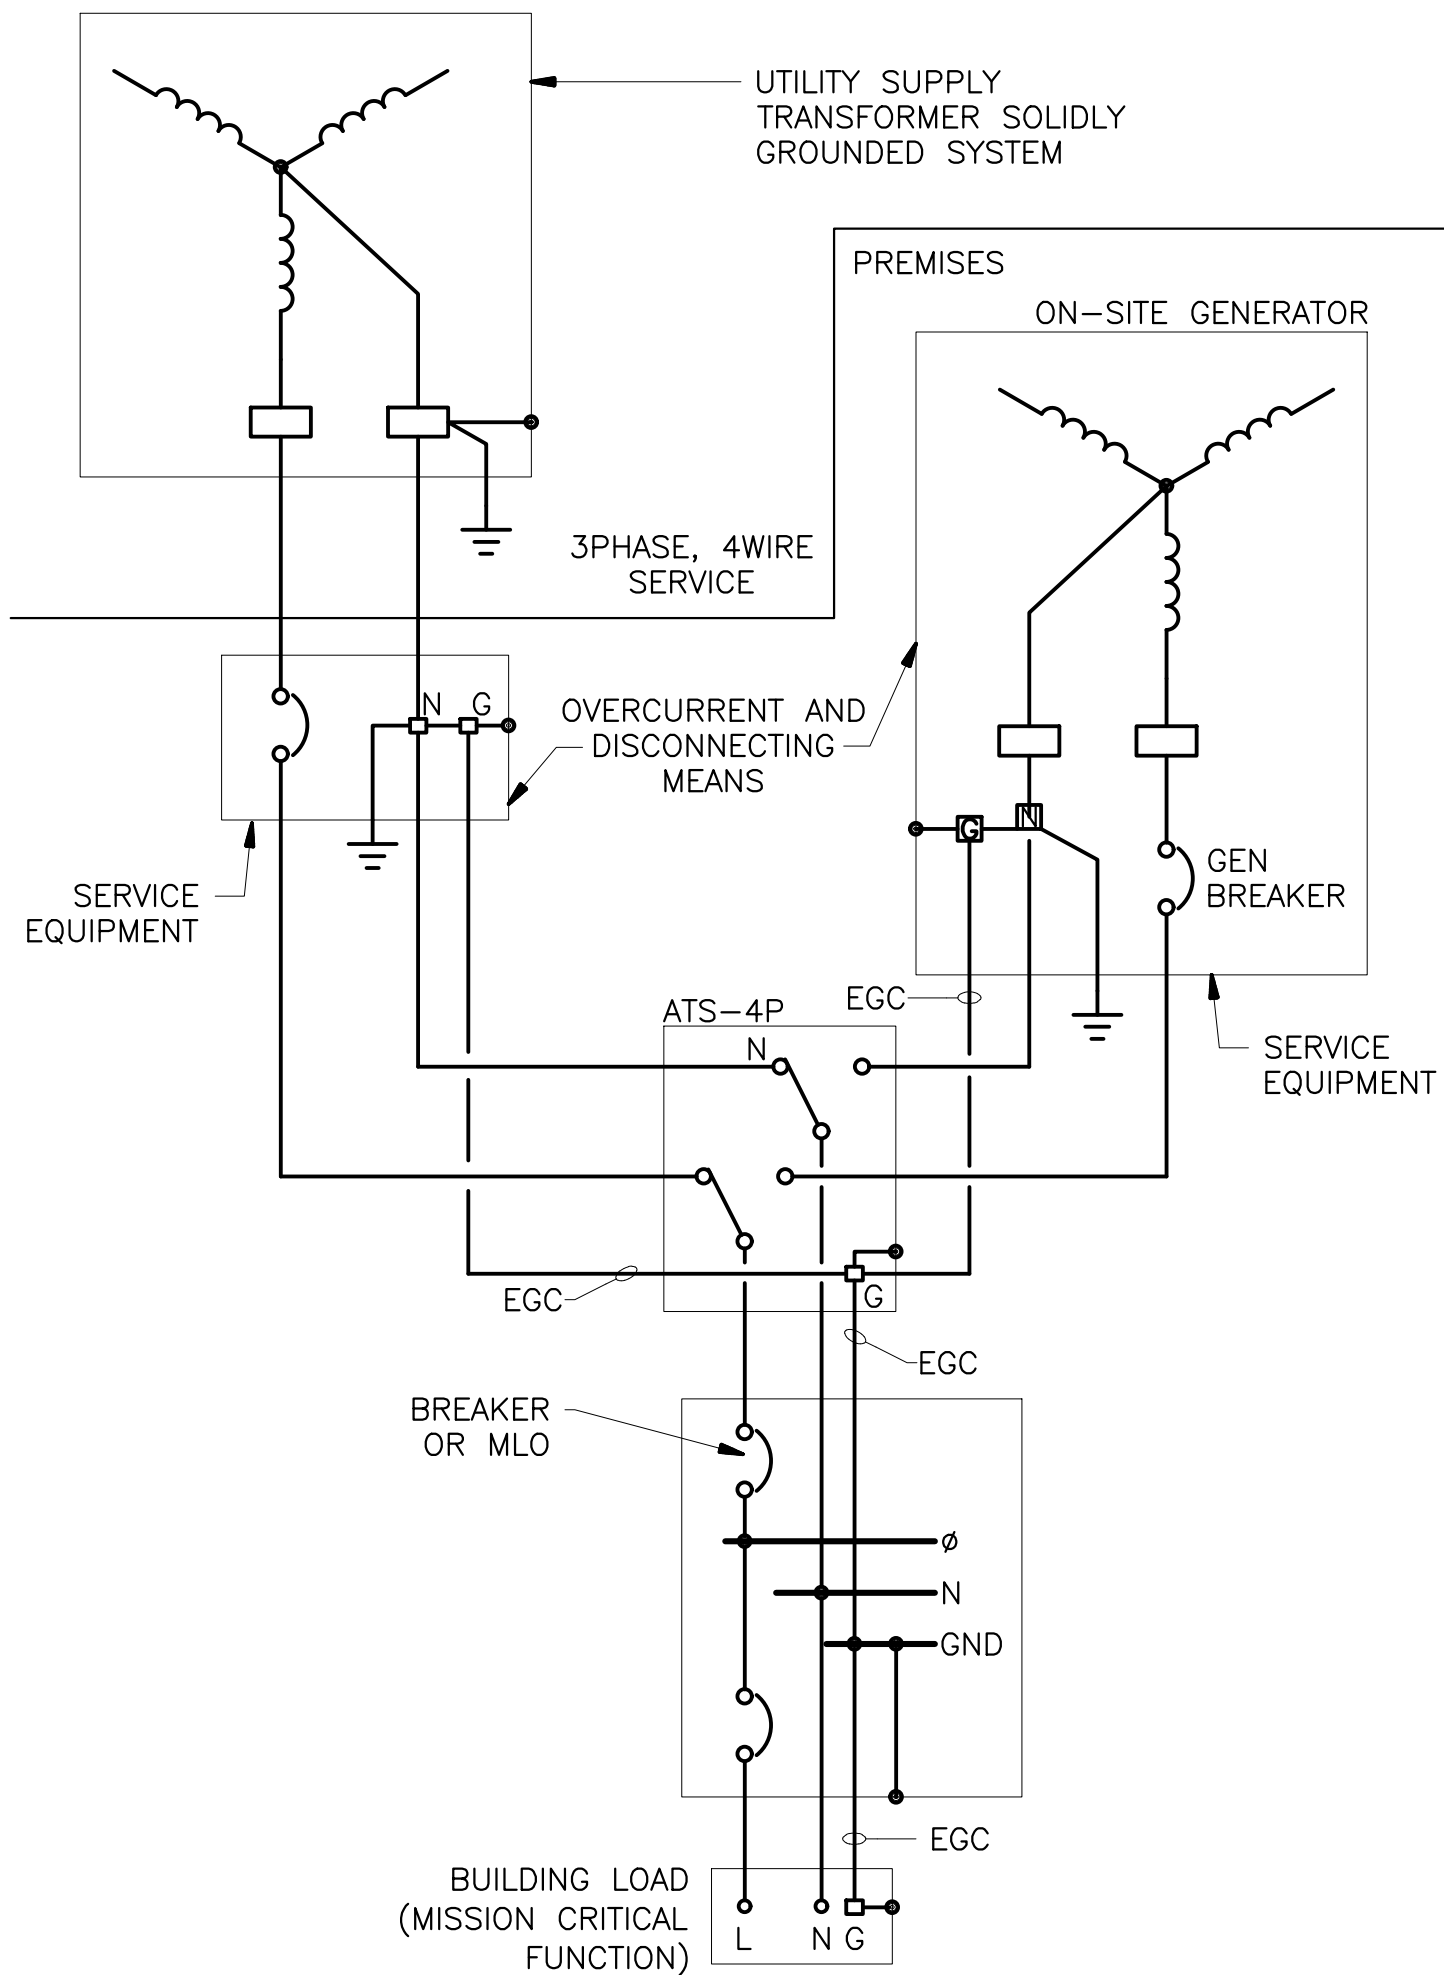 UTILITY SUPPLY
TRANSFORMER SOLIDLY
GROUNDED SYSTEM
PREMISES
ON-SITE GENERATOR
3PHASE, 4WIRE
SERVICE
N G
OVERCURRENT AND
DISCONNECTING
MEANS
G N
GEN
BREAKER
SERVICE
EQUIPMENT
EGC
ATS-4P
N
SERVICE
EQUIPMENT
EGC
G
EGC
BREAKER
OR MLO
Ø
N
GND
EGC
BUILDING LOAD
(MISSION CRITICAL
FUNCTION)
L N G